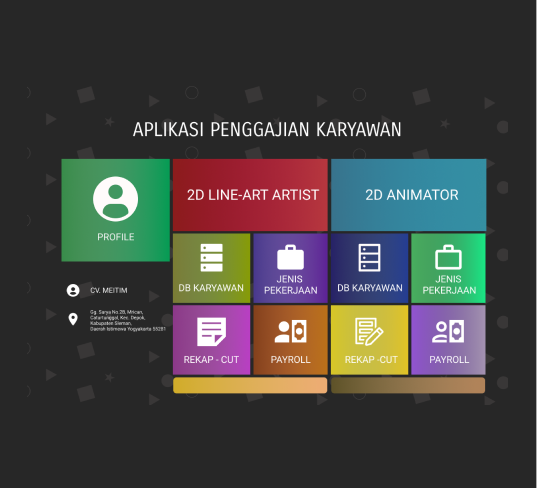 APLIKASI PENGGAJIAN KARYAWAN
PROFILE
CV. MEITIM
Gg. Sarya No.2B, Mrican,
Caturtunggal, Kec. Depok,
Kabupaten Sleman,
Daerah Istimewa Yogyakarta 55281
2D LINE-ART ARTIST
DB KARYAWAN
JENIS
PEKERJAAN
REKAP - CUT
PAYROLL
2D ANIMATOR
DB KARYAWAN
JENIS
PEKERJAAN
REKAP -CUT
PAYROLL